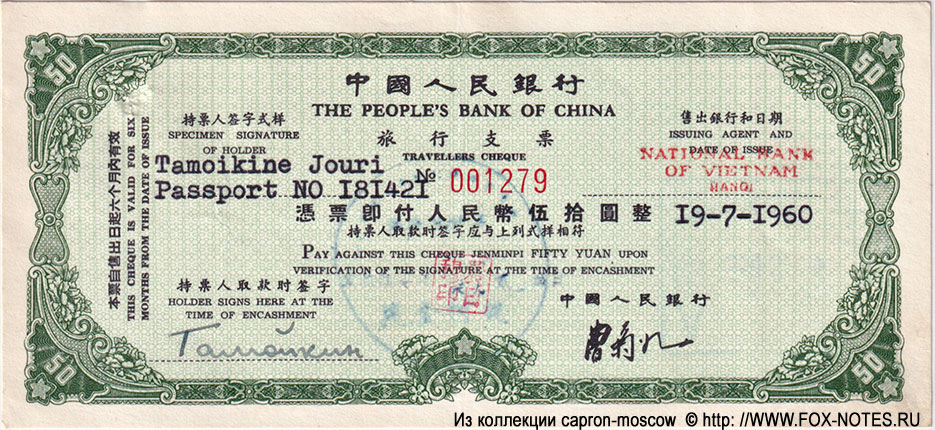 50
50
中國人民銀行
THE PEOPLE'S BANK OF CHINA
旅行支票
TRAVELLERS CHEQUE
持票人签字式样
SPECIMEN SIGNATURE
OF HOLDER
售出銀行和日期
ISSUING AGENT AND
DATE OF ISSUE
Tamoikine Jouri
Passport NO I8I42I
№ 001279
NATIONAL BANK
OF VIETNAM
HANOI
憑票卽付人民幣伍拾圓整
I9-7-I960
持票人取款时签字应与上列式样相符
PAY AGAINST THIS CHEQUE JENMINPI FIFTY YUAN UPON
VERIFICATION OF THE SIGNATURE AT THE TIME OF ENCASHMENT
持票人取款时签字
HOLDER SIGNS HERE AT THE
TIME OF ENCASHMENT
Тамойкин
中國人民銀行
本票自售出日起六个月內有效
THIS CHEQUE IS VALID FOR SIX
MONTHS FROM THE DATE OF ISSUE
50
50
Из коллекции capron-moscow © http: //WWW.FOX-NOTES.RU